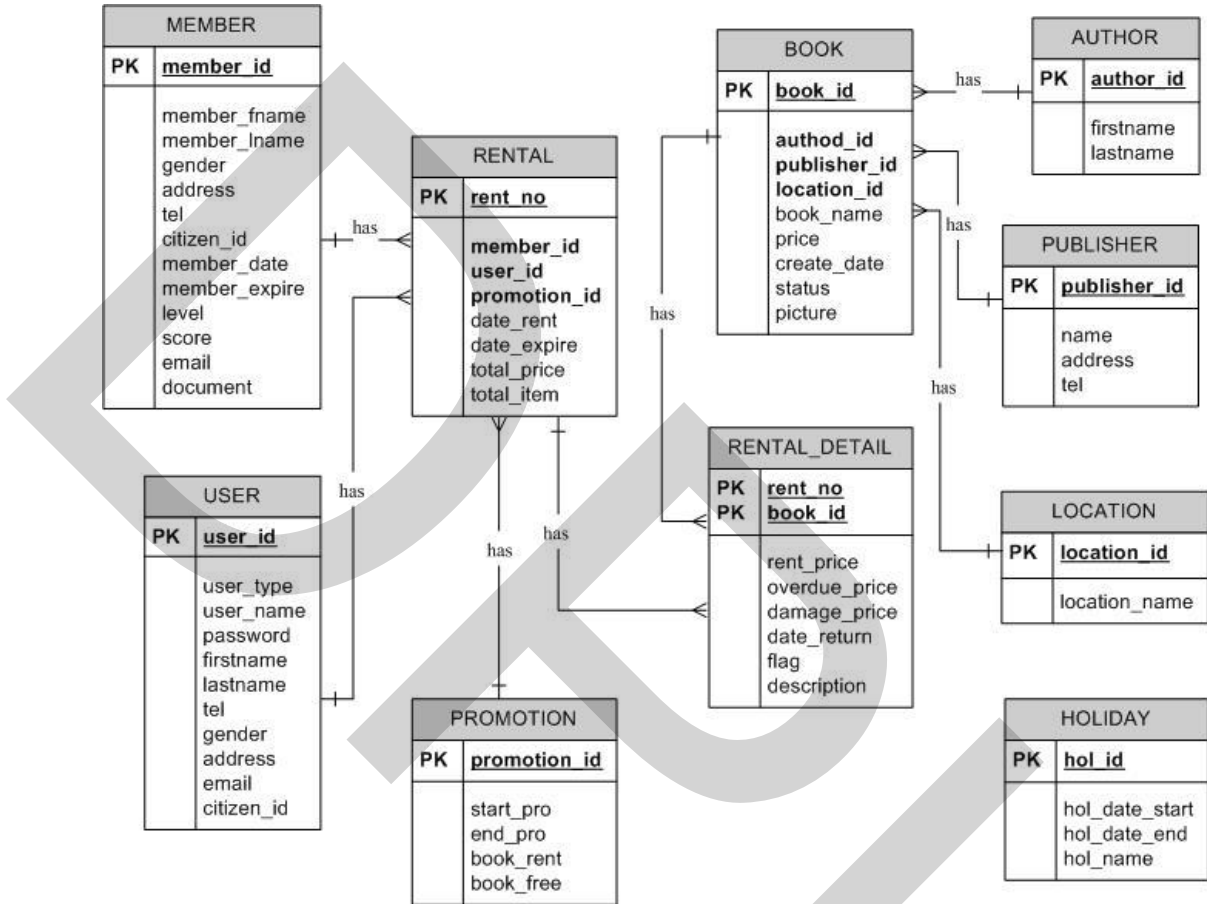 MEMBER
PK member_id
member_fname
member_lname
gender
address
tel
citizen_id
member_date
member_expire
level
score
email
document
has
RENTAL
PK rent_no
member_id
user_id
promotion_id
date_rent
date_expire
total_price
total_item
USER
PK user_id
user_type
user_name
password
firstname
lastname
tel
gender
address
email
citizen_id
has
has
has
PROMOTION
PK promotion_id
start_pro
end_pro
book_rent
book_free
BOOK
PK book_id
authod_id
publisher_id
location_id
book_name
price
create_date
status
picture
has
has
has
has
RENTAL_DETAIL
PK rent_no
PK book_id
rent_price
overdue_price
damage_price
date_return
flag
description
AUTHOR
PK author_id
firstname
lastname
PUBLISHER
PK publisher_id
name
address
tel
LOCATION
PK location_id
location_name
HOLIDAY
PK hol_id
hol_date_start
hol_date_end
hol_name